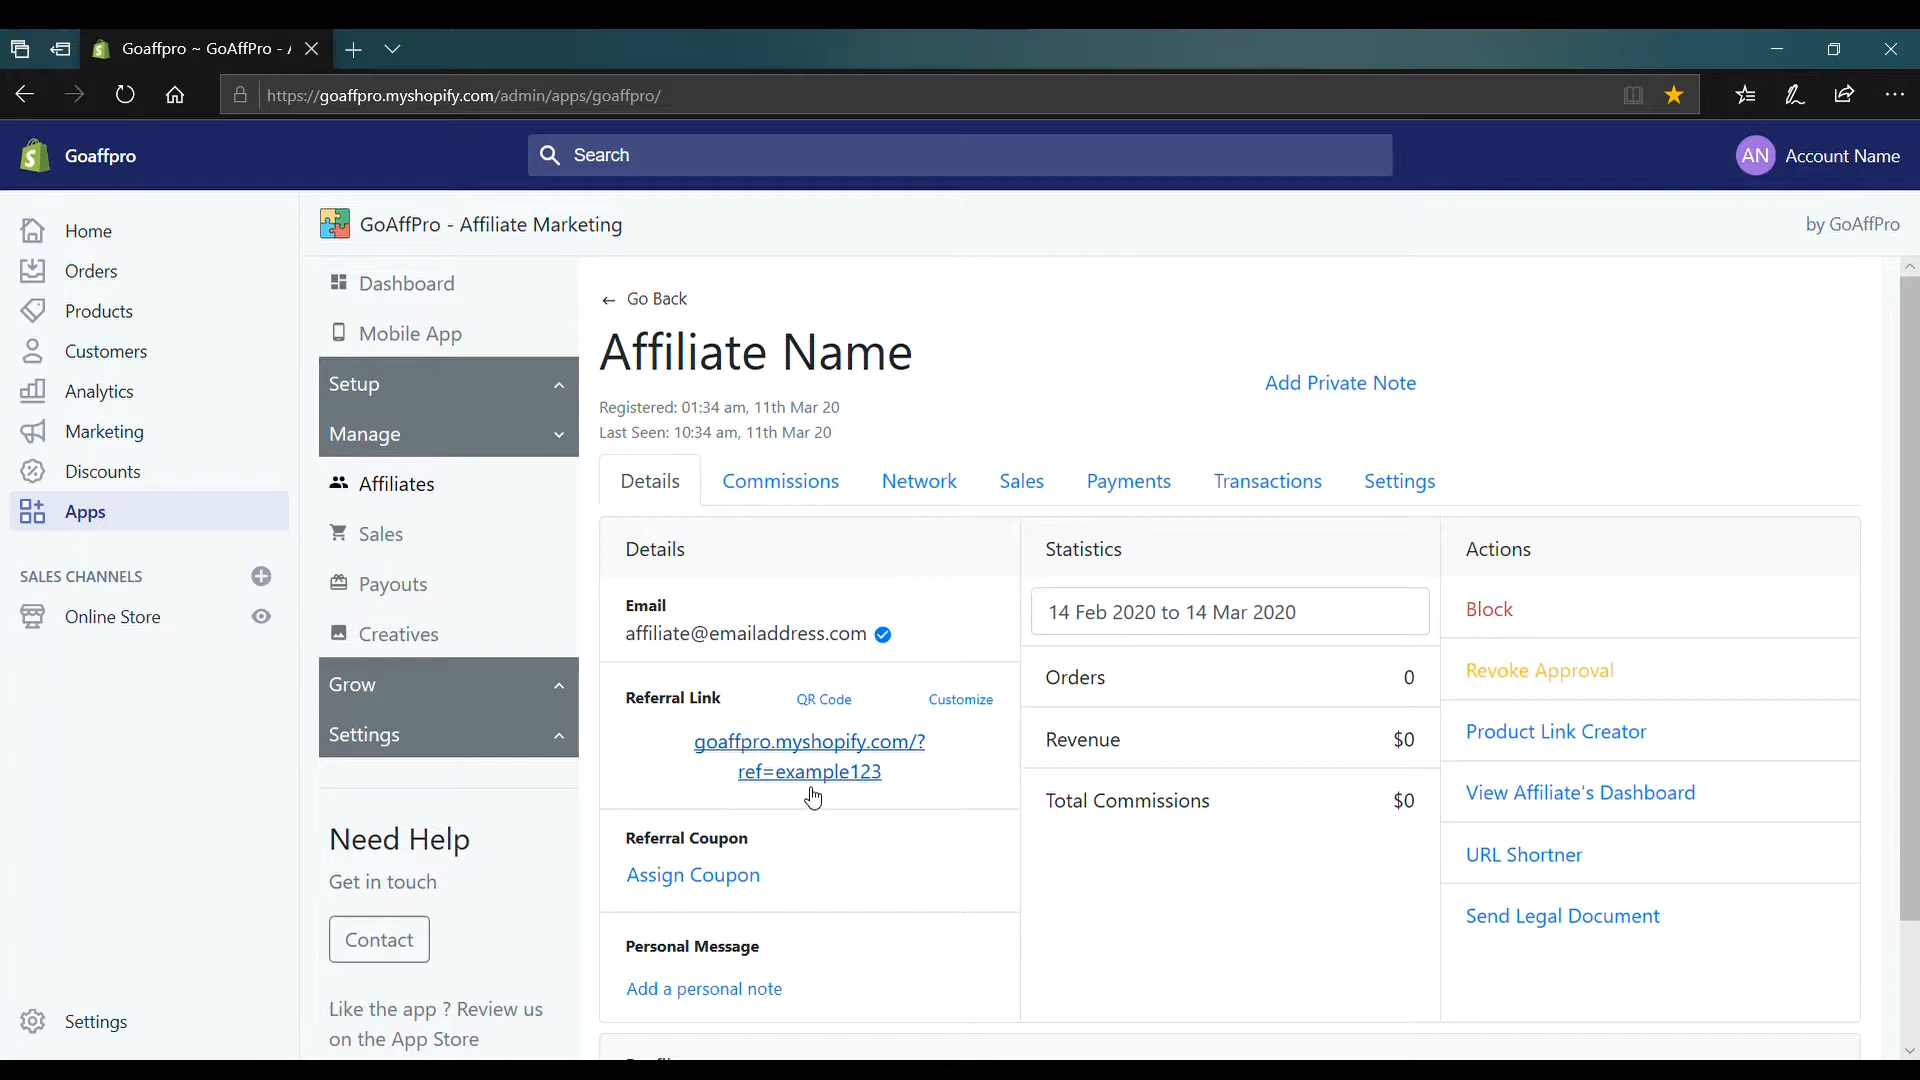 Goaffpro ~ GoAffPro - A
https://goaffpro.myshopify.com/admin/apps/goaffpro/
Goaffpro
Search
AN Account Name
Home
Orders
Products
Customers
Analytics
Marketing
Discounts
Apps
SALES CHANNELS
Online Store
Settings
GoAffPro - Affiliate Marketing
by GoAffPro
Dashboard
Mobile App
Setup
Manage
Affiliates
Sales
Payouts
Creatives
Grow
Settings
Need Help
Get in touch
Contact
Like the app ? Review us
on the App Store
Go Back
Affiliate Name
Add Private Note
Registered: 01:34 am, 11th Mar 20
Last Seen: 10:34 am, 11th Mar 20
Details Commissions Network Sales Payments Transactions Settings
Details
Email
affiliate@emailaddress.com
Referral Link QR Code Customize
goaffpro.myshopify.com/?
ref=example123
Referral Coupon
Assign Coupon
Personal Message
Add a personal note
Statistics
14 Feb 2020 to 14 Mar 2020
Orders 0
Revenue $0
Total Commissions $0
Actions
Block
Revoke Approval
Product Link Creator
View Affiliate's Dashboard
URL Shortner
Send Legal Document